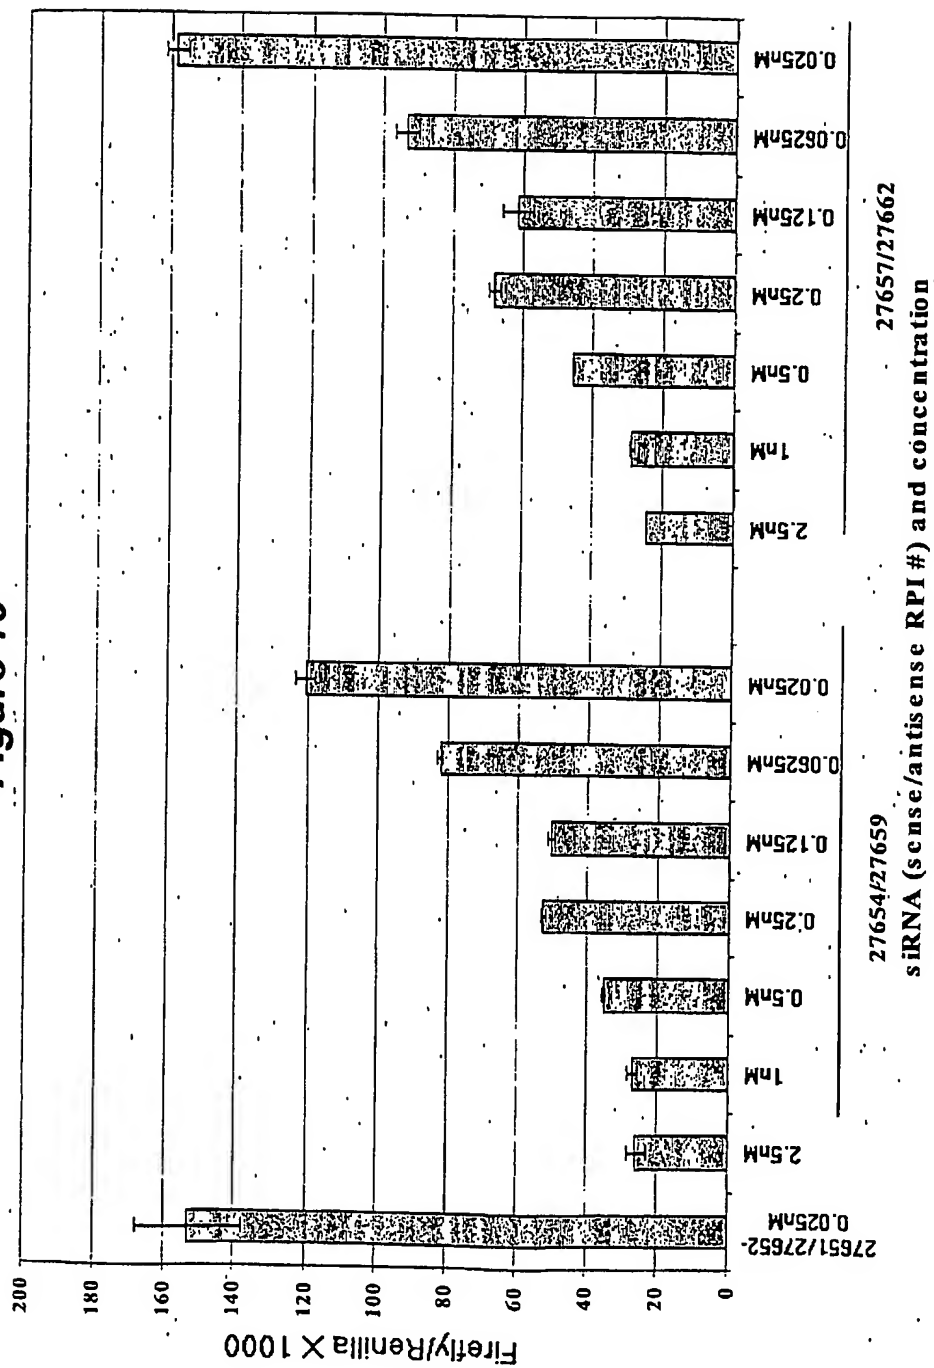 200
180
160
140
120
100
80
60
40
20
0
Firefly/Renilla X 1000
27651/27652-
0.025nM
2.5nM
1nM
0.5nM
0.25nM
0.125nM
0.0625nM
0.025nM
2.5nM
1nM
0.5nM
0.25nM
0.125nM
0.0625nM
0.025nM
27654/27659
27657/27662
siRNA (sense/antisense RPI #) and concentration